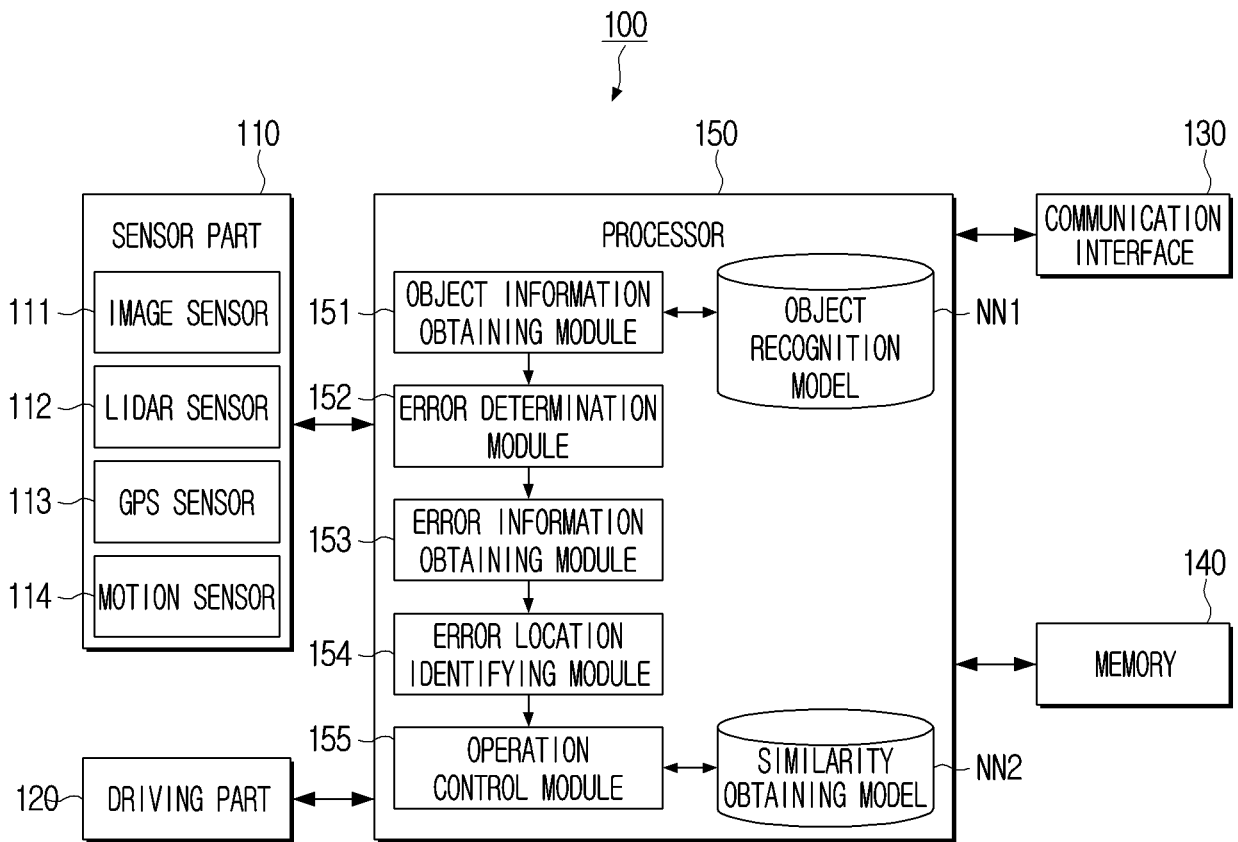 100
110
SENSOR PART
111
IMAGE SENSOR
112
LIDAR SENSOR
113
GPS SENSOR
114
MOTION SENSOR
120
DRIVING PART
150
PROCESSOR
151
OBJECT INFORMATION
OBTAINING MODULE
OBJECT
RECOGNITION
MODEL
NN1
152
ERROR DETERMINATION
MODULE
153
ERROR INFORMATION
OBTAINING MODULE
154
ERROR LOCATION
IDENTIFYING MODULE
155
OPERATION
CONTROL MODULE
SIMILARITY
OBTAINING MODEL
NN2
130
COMMUNICATION
INTERFACE
140
MEMORY